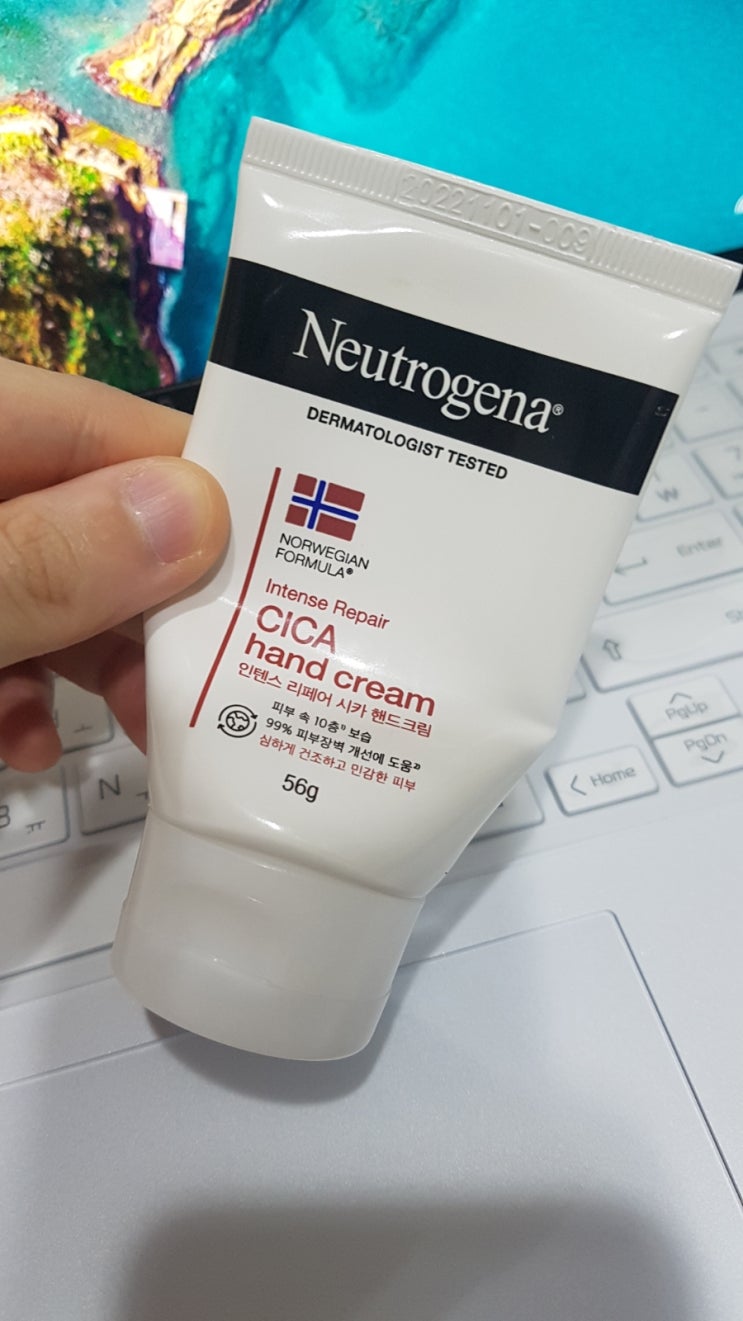 20221101-009
Neutrogena®
DERMATOLOGIST TESTED
NORWEGIAN
FORMULA®
Intense Repair
CICA
hand cream
인텐스 리페어 시카 핸드크림
피부 속 10층¹⁾ 보습
99% 피부장벽 개선에 도움²⁾
심하게 건조하고 민감한 피부
56g
W
Enter
PgUp
PgDn
Home
N
B
ㅠ